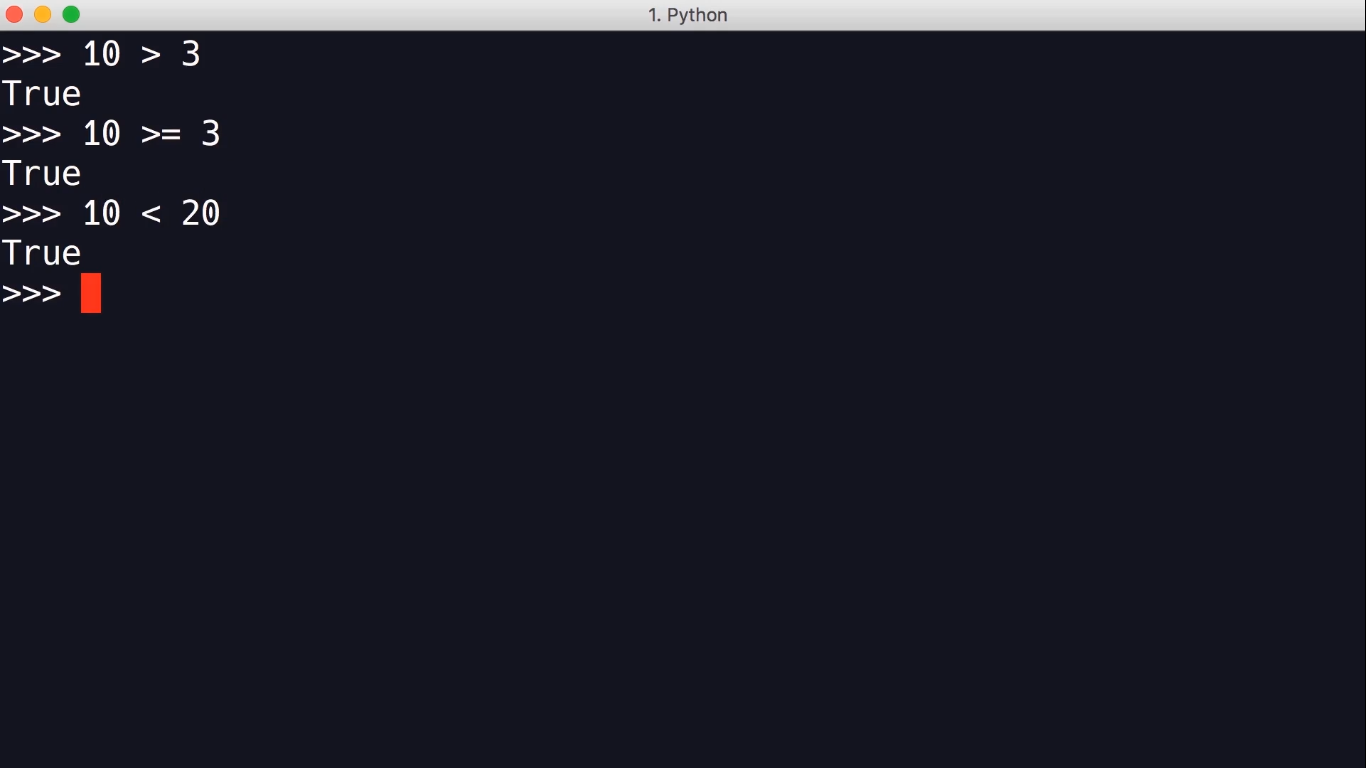 1. Python
>>> 10 > 3
True
>>> 10 >= 3
True
>>> 10 < 20
True
>>>